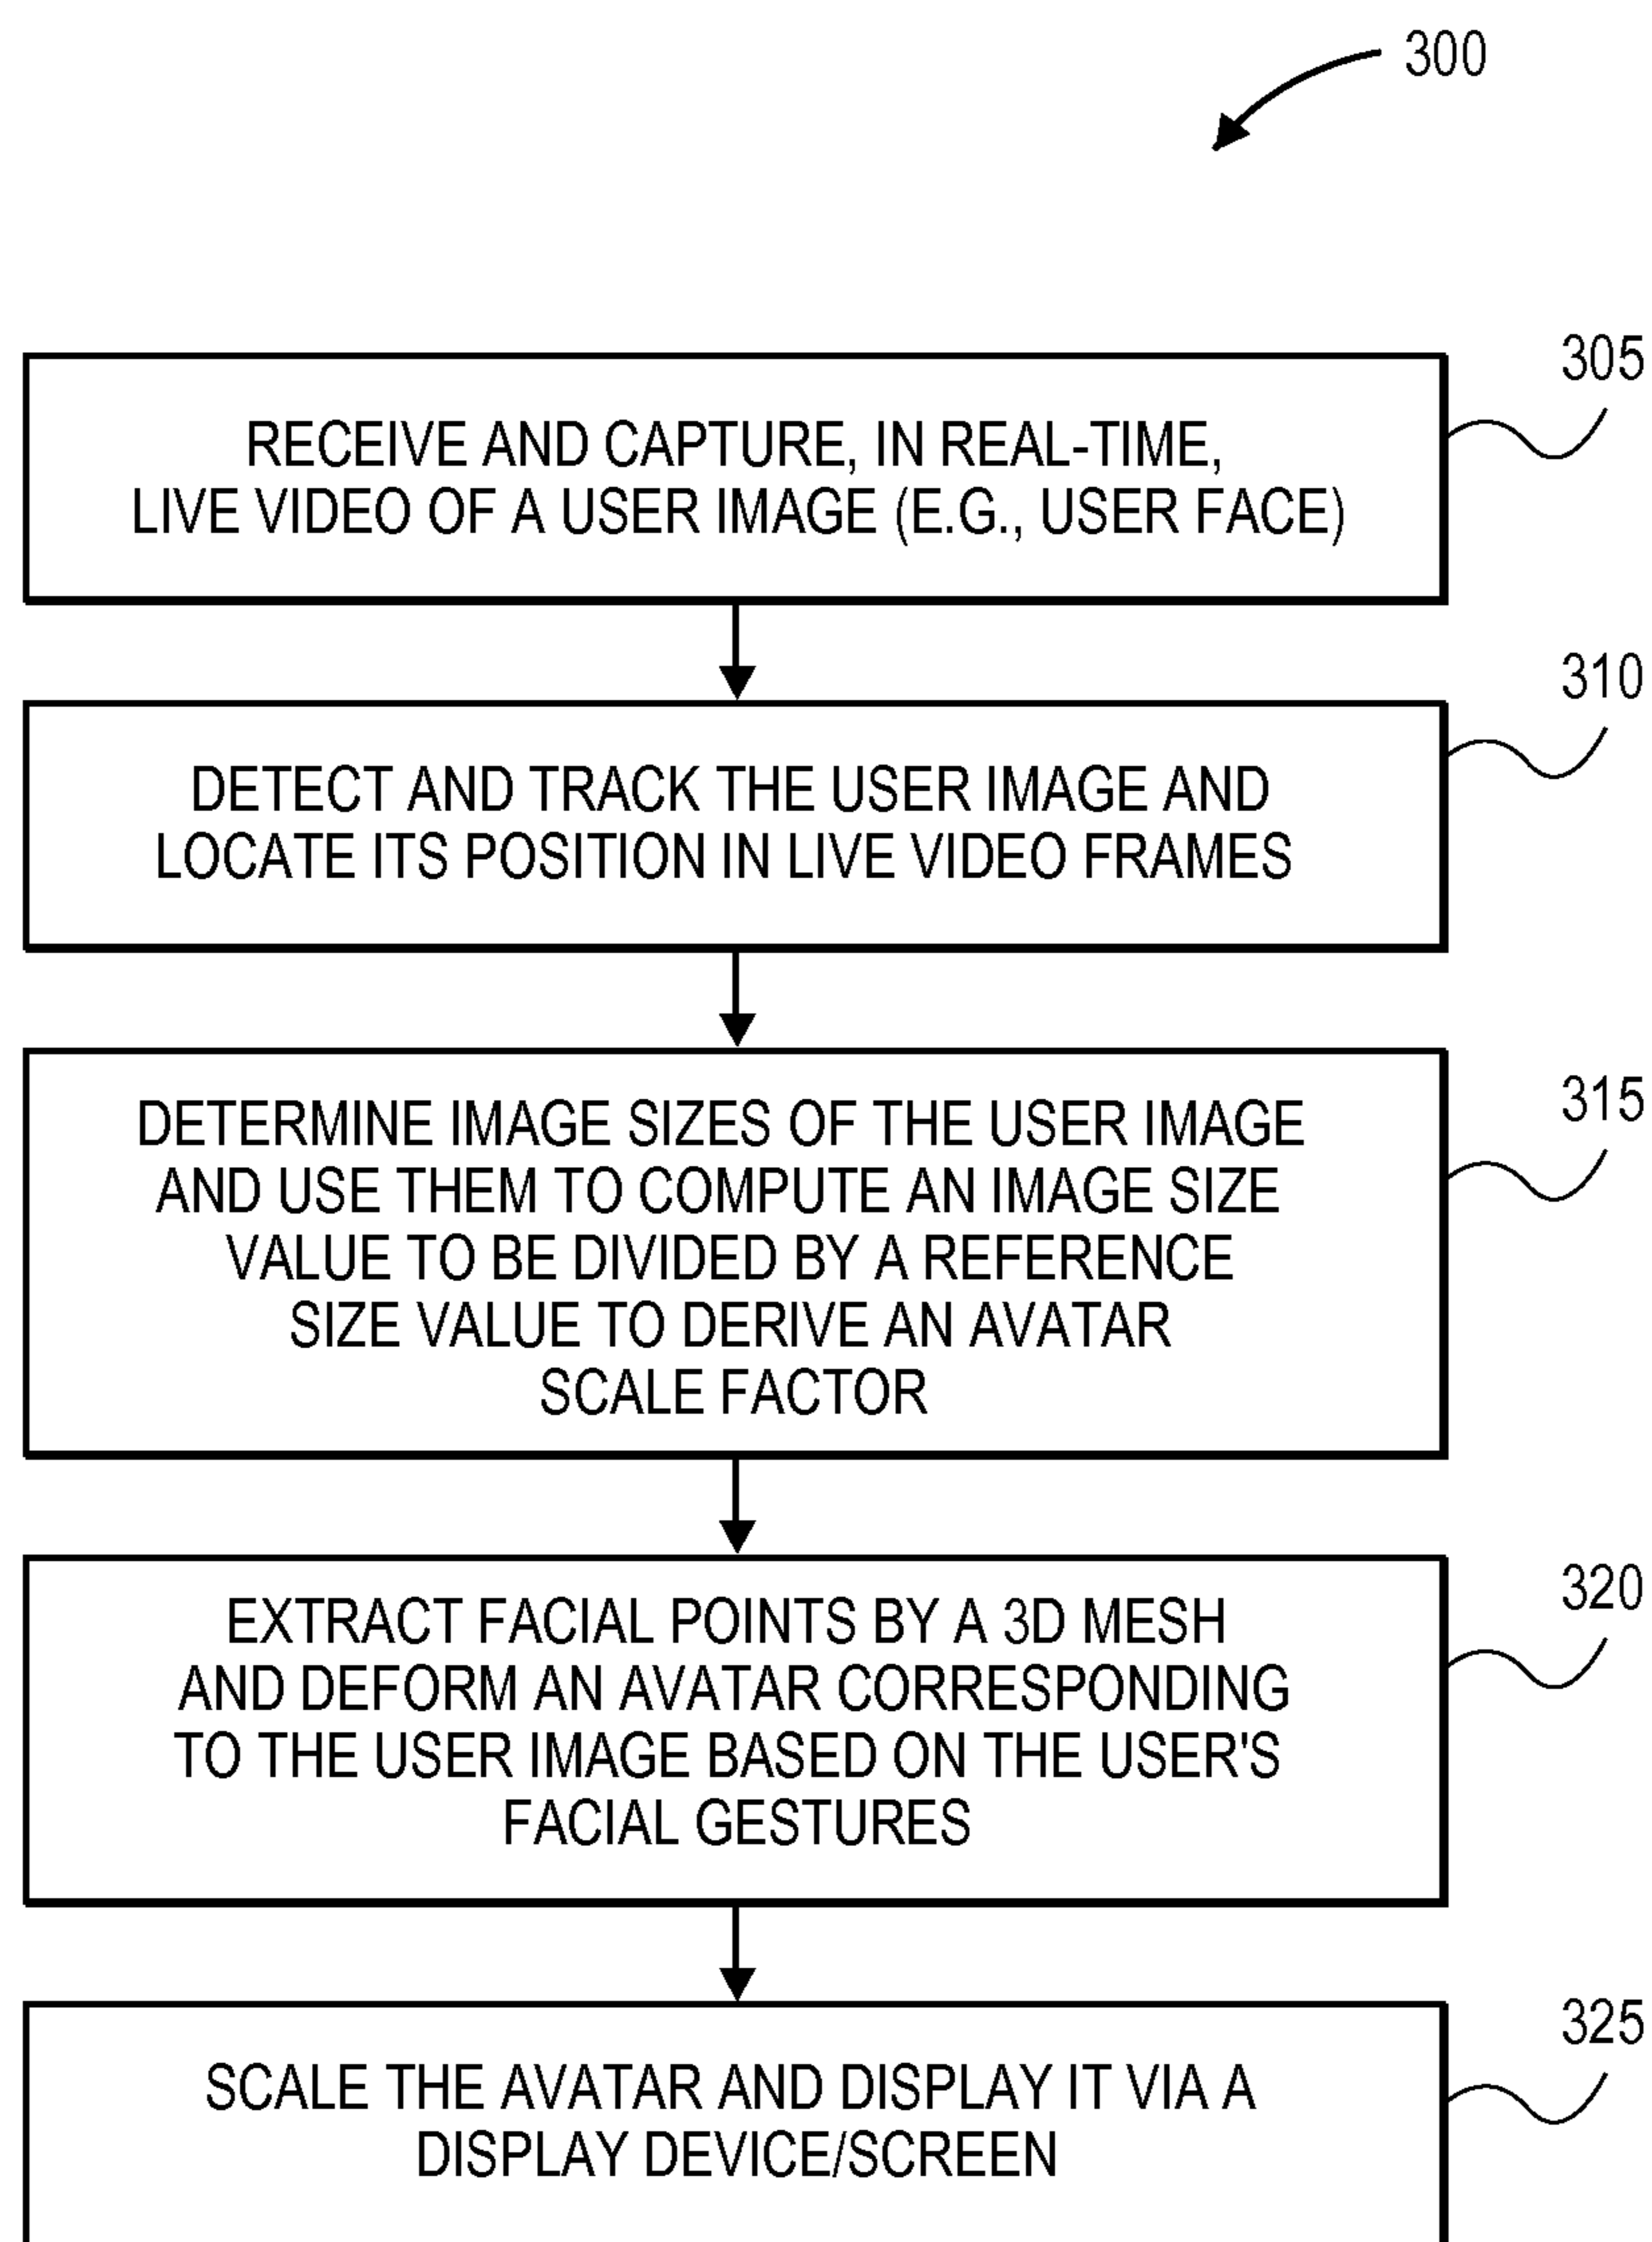 300
305
RECEIVE AND CAPTURE, IN REAL-TIME,
LIVE VIDEO OF A USER IMAGE (E.G., USER FACE)
310
DETECT AND TRACK THE USER IMAGE AND
LOCATE ITS POSITION IN LIVE VIDEO FRAMES
315
DETERMINE IMAGE SIZES OF THE USER IMAGE
AND USE THEM TO COMPUTE AN IMAGE SIZE
VALUE TO BE DIVIDED BY A REFERENCE
SIZE VALUE TO DERIVE AN AVATAR
SCALE FACTOR
320
EXTRACT FACIAL POINTS BY A 3D MESH
AND DEFORM AN AVATAR CORRESPONDING
TO THE USER IMAGE BASED ON THE USER'S
FACIAL GESTURES
325
SCALE THE AVATAR AND DISPLAY IT VIA A
DISPLAY DEVICE/SCREEN